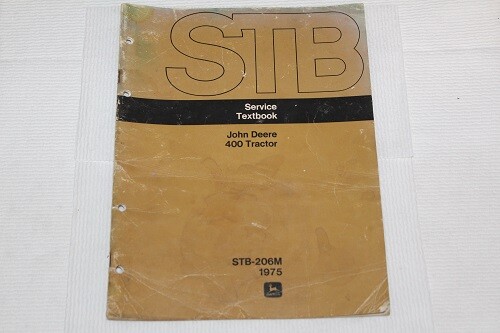 STB
Service
Textbook
John Deere
400 Tractor
STB-206M
1975